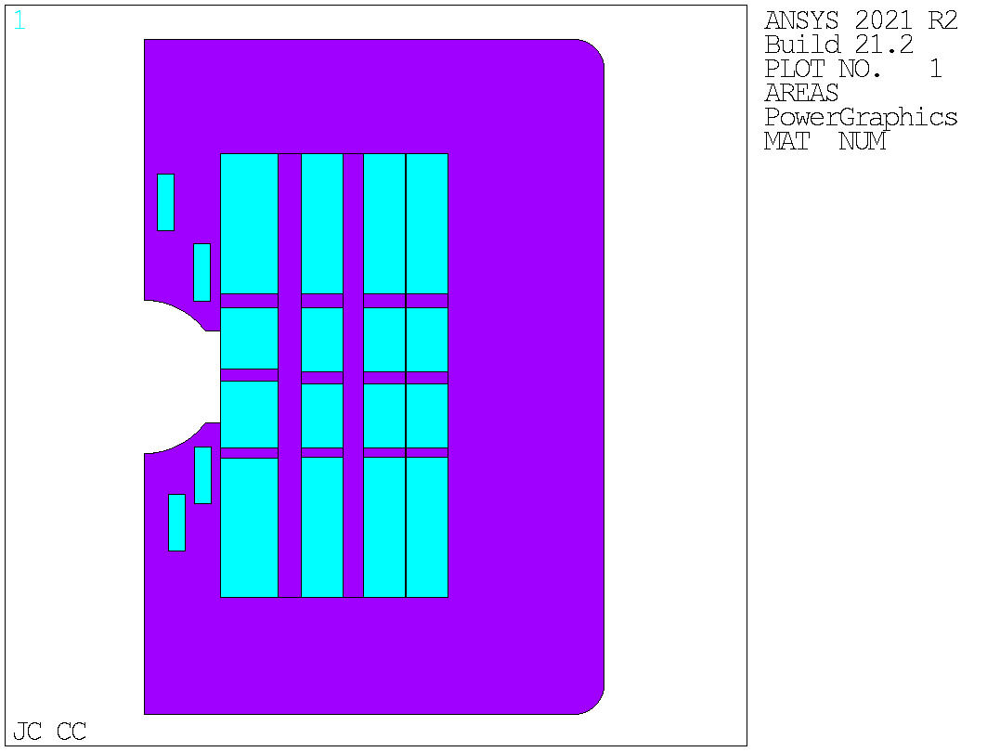 1
ANSYS 2021 R2
Build 21.2
PLOT NO. 1
AREAS
PowerGraphics
MAT NUM
JC CC